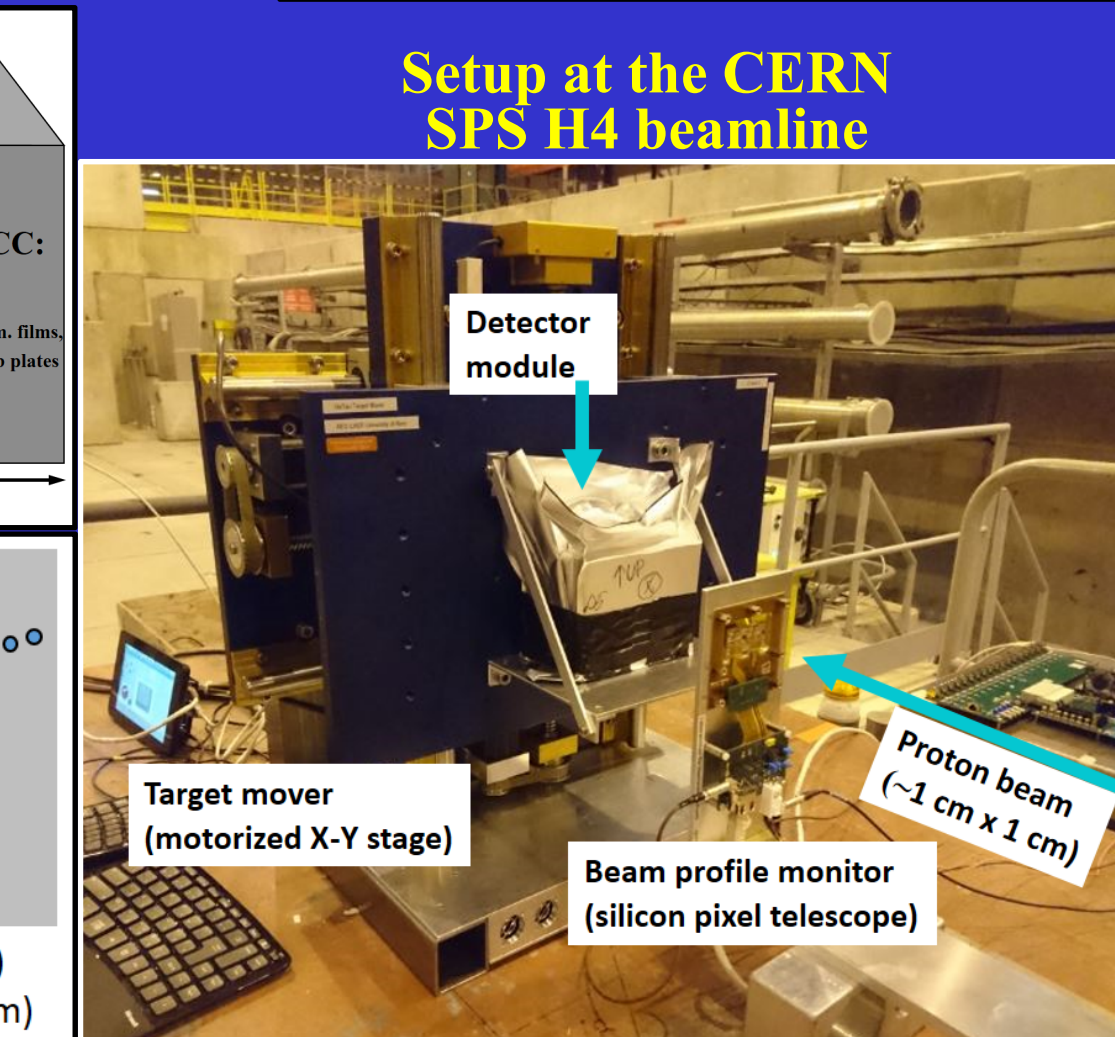 Setup at the CERN
SPS H4 beamline
CC:
films,
plates
m)
Detector
module
↑UP
Target mover
(motorized X-Y stage)
Beam profile monitor
(silicon pixel telescope)
Proton beam
(~1 cm x 1 cm)